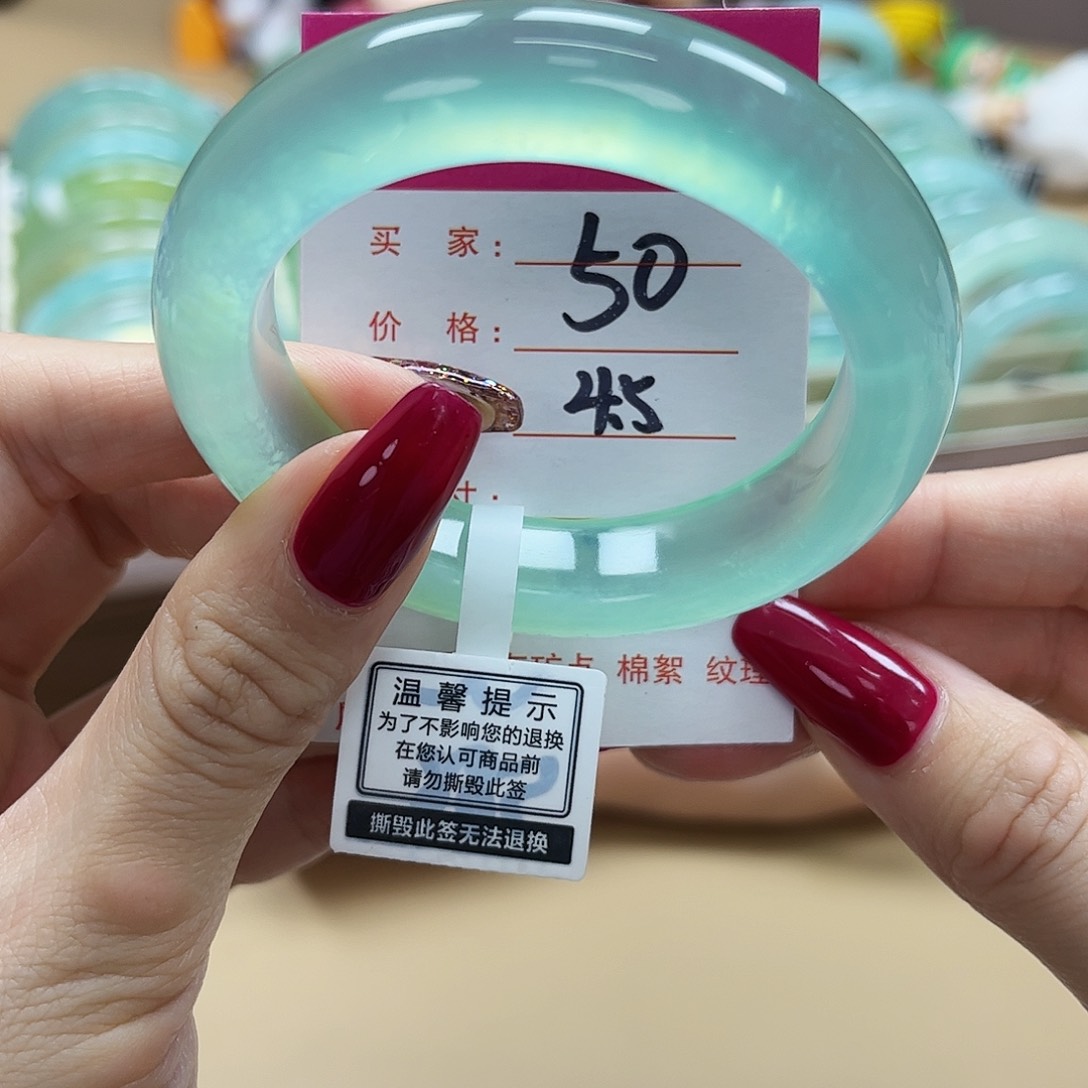 买 家： 50
价 格：
45
寸：
点 棉絮 纹理
温馨提示
为了不影响您的退换
在您认可商品前
请勿撕毁此签
撕毁此签无法退换